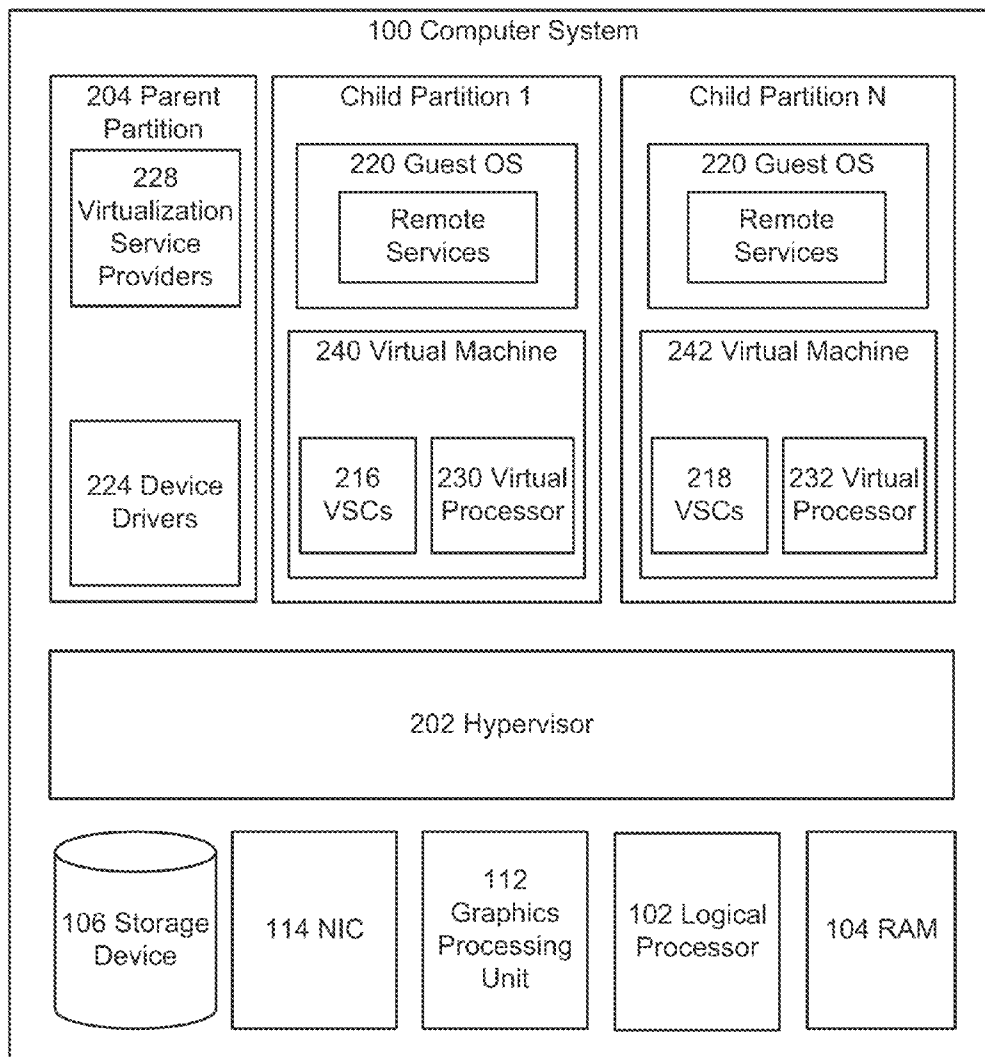 100 Computer System
204 Parent
Partition
228
Virtualization
Service
Providers
224 Device
Drivers
Child Partition 1
220 Guest OS
Remote
Services
240 Virtual Machine
216
VSCs
230 Virtual
Processor
Child Partition N
220 Guest OS
Remote
Services
242 Virtual Machine
218
VSCs
232 Virtual
Processor
202 Hypervisor
106 Storage
Device
114 NIC
112
Graphics
Processing
Unit
102 Logical
Processor
104 RAM